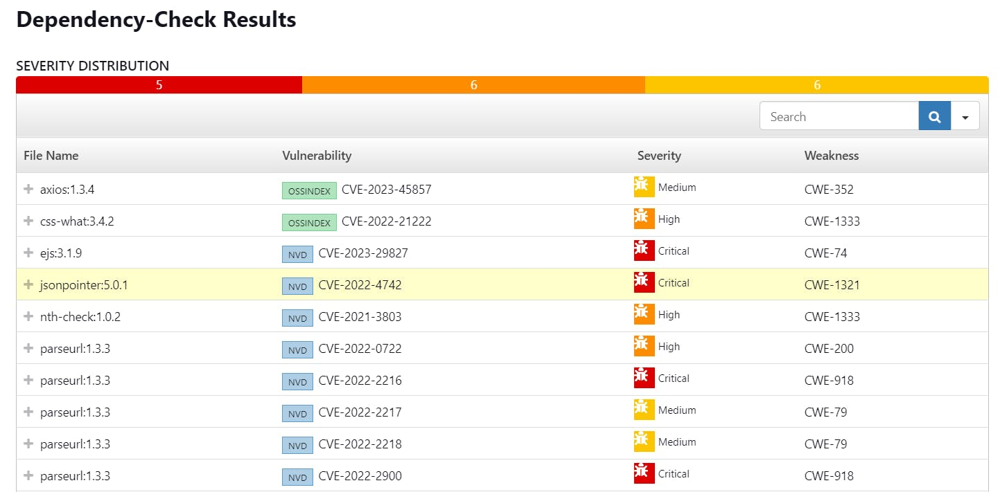 Dependency-Check Results
SEVERITY DISTRIBUTION
5 6 6
Search
File Name Vulnerability Severity Weakness
axios:1.3.4 OSSINDEX CVE-2023-45857 Medium CWE-352
css-what:3.4.2 OSSINDEX CVE-2022-21222 High CWE-1333
ejs:3.1.9 NVD CVE-2023-29827 Critical CWE-74
jsonpointer:5.0.1 NVD CVE-2022-4742 Critical CWE-1321
nth-check:1.0.2 NVD CVE-2021-3803 High CWE-1333
parseurl:1.3.3 NVD CVE-2022-0722 High CWE-200
parseurl:1.3.3 NVD CVE-2022-2216 Critical CWE-918
parseurl:1.3.3 NVD CVE-2022-2217 Medium CWE-79
parseurl:1.3.3 NVD CVE-2022-2218 Medium CWE-79
parseurl:1.3.3 NVD CVE-2022-2900 Critical CWE-918